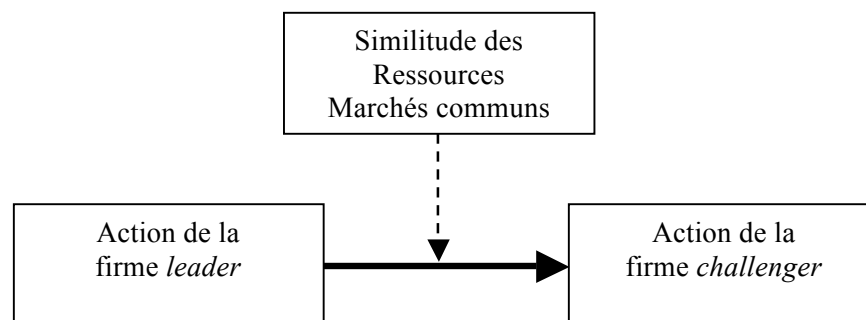 Similitude des
Ressources
Marchés communs
Action de la
firme leader
Action de la
firme challenger